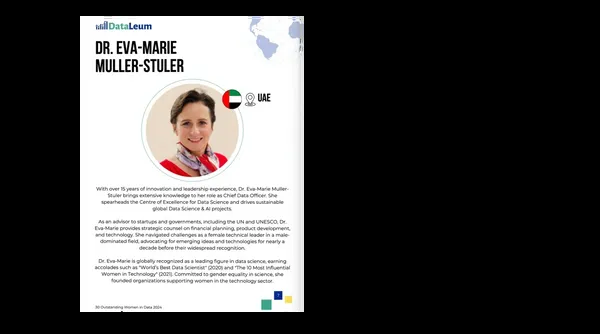 DataLeum
DR. EVA-MARIE
MULLER-STULER
UAE
With over 15 years of innovation and leadership experience, Dr. Eva-Marie Muller-
Stuler brings extensive knowledge to her role as Chief Data Officer. She
spearheads the Centre of Excellence for Data Science and drives sustainable
global Data Science & AI projects.
As an advisor to startups and governments, including the UN and UNESCO, Dr.
Eva-Marie provides strategic counsel on financial planning, product development,
and technology. She navigated challenges as a female technical leader in a male-
dominated field, advocating for emerging ideas and technologies for nearly a
decade before their widespread recognition.
Dr. Eva-Marie is globally recognized as a leading figure in data science, earning
accolades such as "World's Best Data Scientist" (2020) and "The 10 Most Influential
Women in Technology" (2021). Committed to gender equality in science, she
founded organizations supporting women in the technology sector.
Outstanding Women in Data 2024